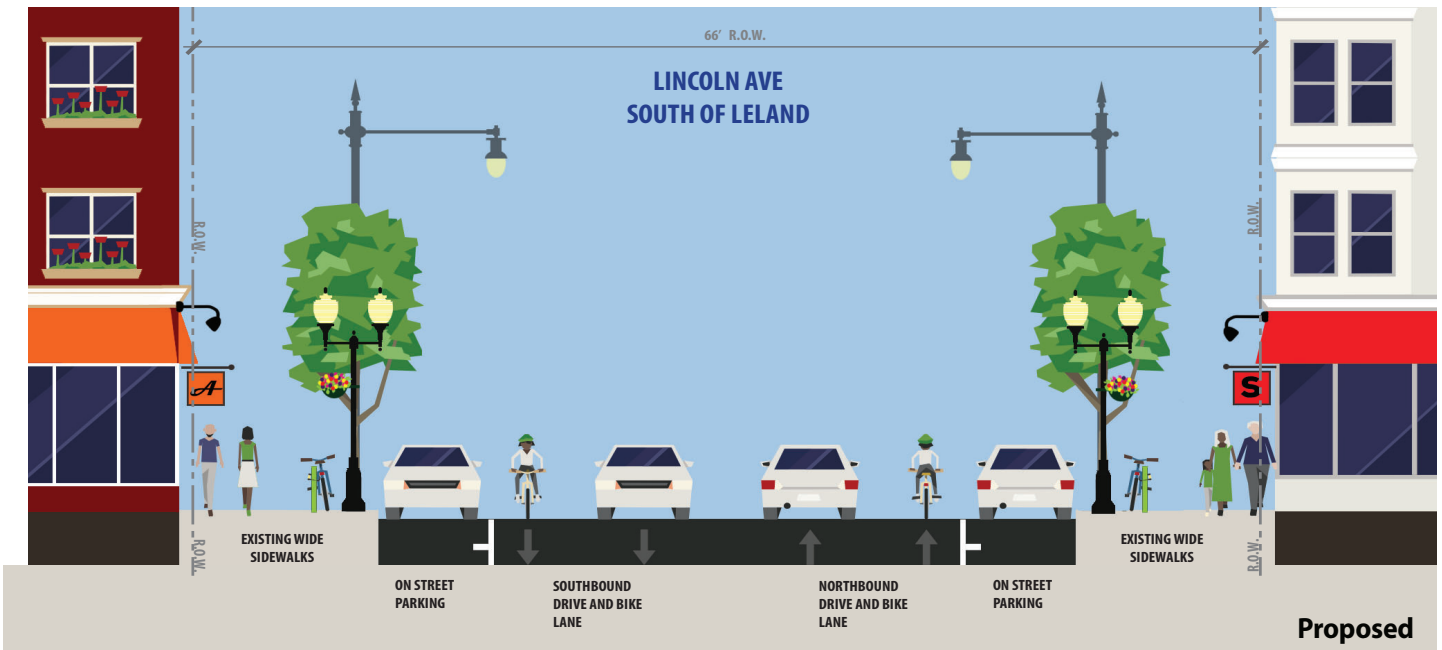 66' R.O.W.
LINCOLN AVE
SOUTH OF LELAND
R.O.W.
R.O.W.
A
S
EXISTING WIDE
SIDEWALKS
EXISTING WIDE
SIDEWALKS
R.O.W.
R.O.W.
ON STREET
PARKING
SOUTHBOUND
DRIVE AND BIKE
LANE
NORTHBOUND
DRIVE AND BIKE
LANE
ON STREET
PARKING
Proposed